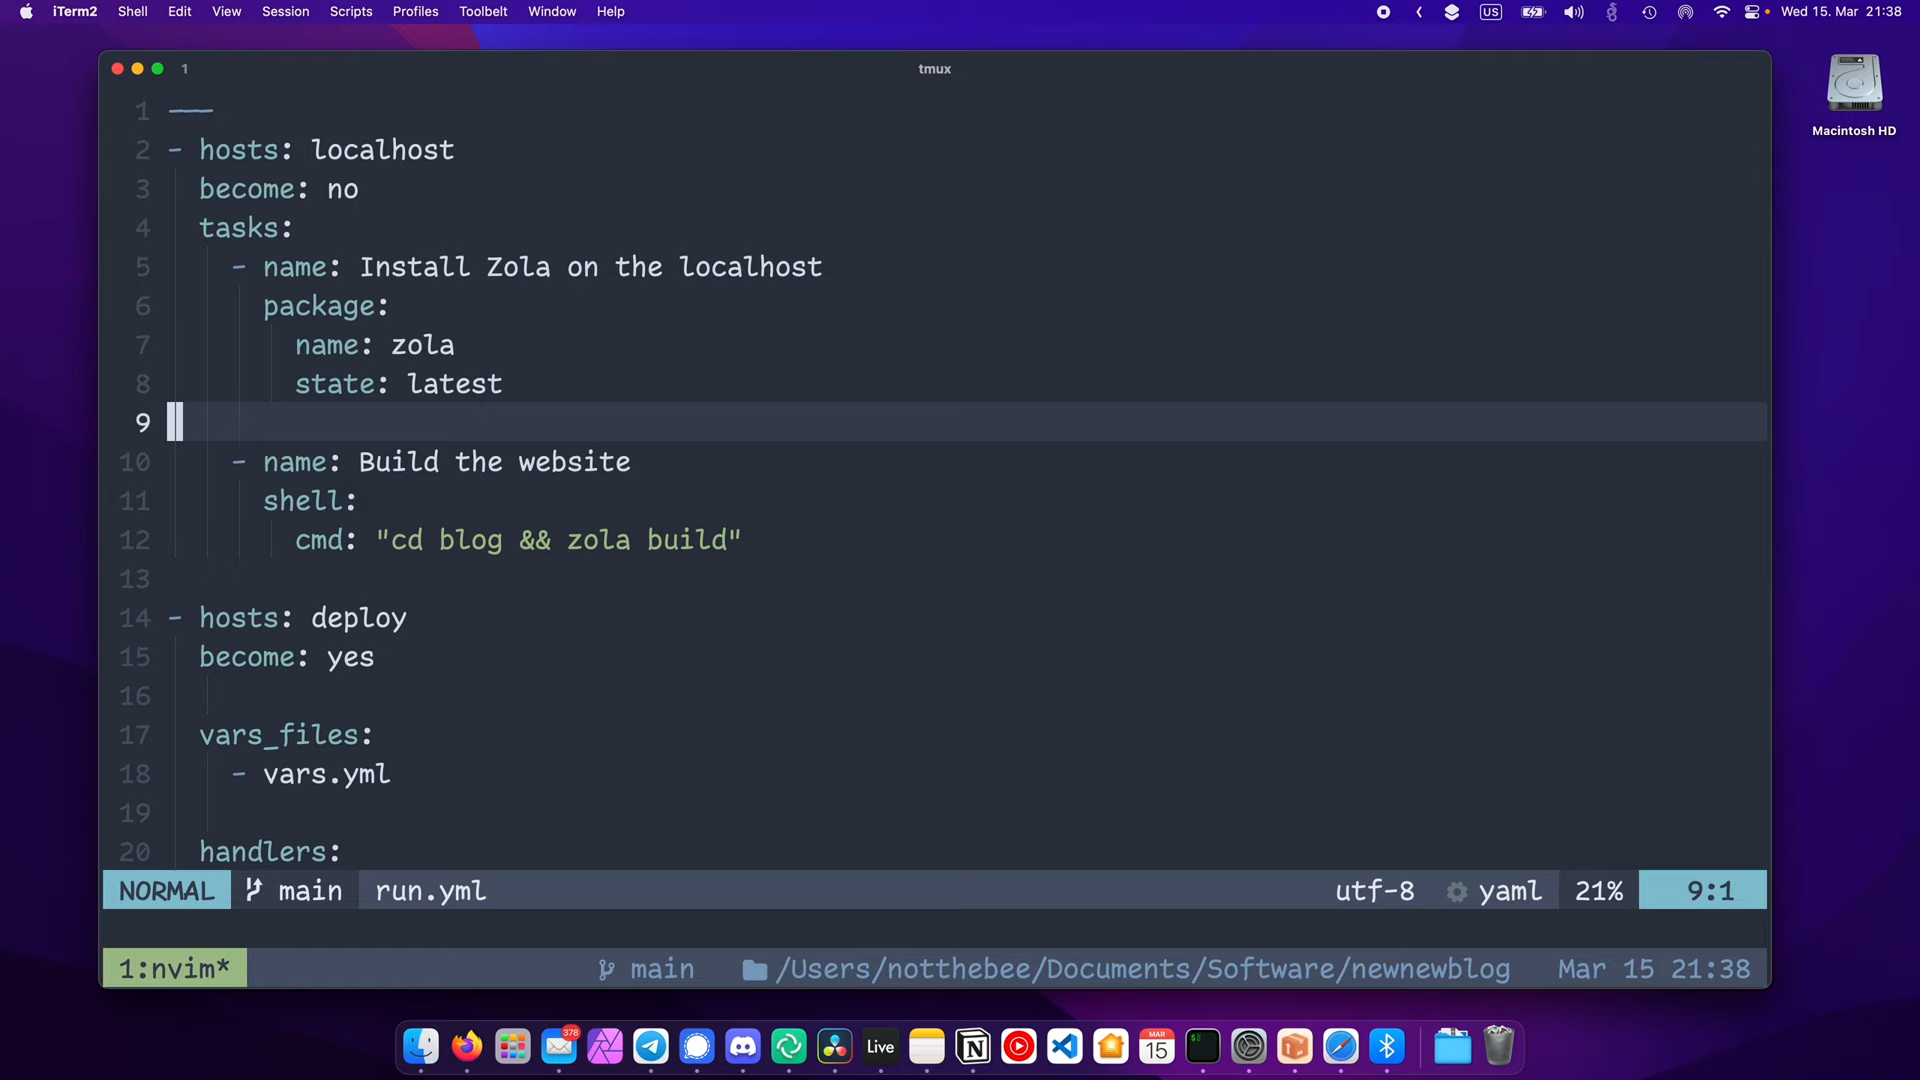 iTerm2 Shell Edit View Session Scripts Profiles Toolbelt Window Help US Wed 15. Mar 21:38
1 tmux
Macintosh HD
1 ---
2 - hosts: localhost
3 become: no
4 tasks:
5 - name: Install Zola on the localhost
6 package:
7 name: zola
8 state: latest
9
10 - name: Build the website
11 shell:
12 cmd: "cd blog && zola build"
13
14 - hosts: deploy
15 become: yes
16
17 vars_files:
18 - vars.yml
19
20 handlers:
NORMAL main run.yml utf-8 yaml 21% 9:1
1:nvim* main /Users/notthebee/Documents/Software/newnewblog Mar 15 21:38
378 Live MAR 15